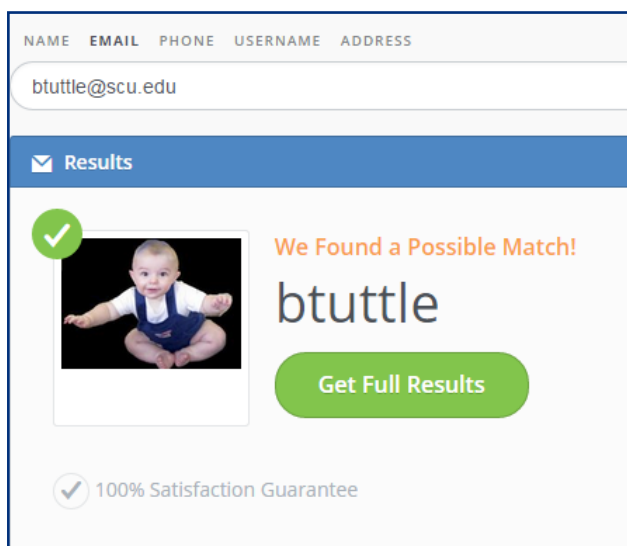 NAME EMAIL PHONE USERNAME ADDRESS
btuttle@scu.edu
Results
We Found a Possible Match!
btuttle
Get Full Results
100% Satisfaction Guarantee